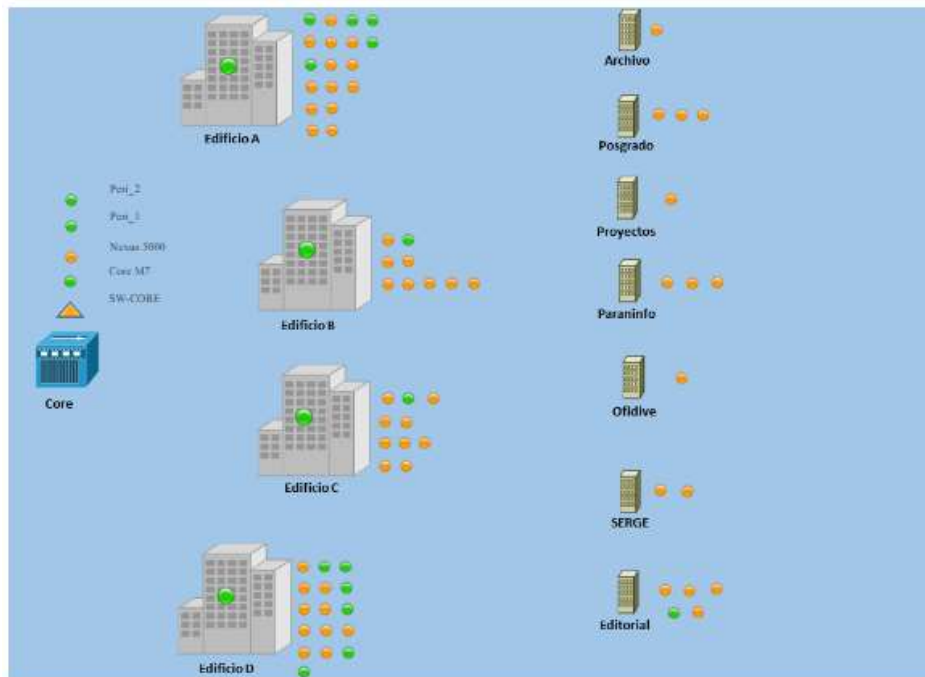 Edificio A
Archivo
Posgrado
Peri_2
Peri_1
Nexus 5000
Core M7
SW-CORE
Core
Edificio B
Proyectos
Paraninfo
Edificio C
Ofidive
SERGE
Edificio D
Editorial